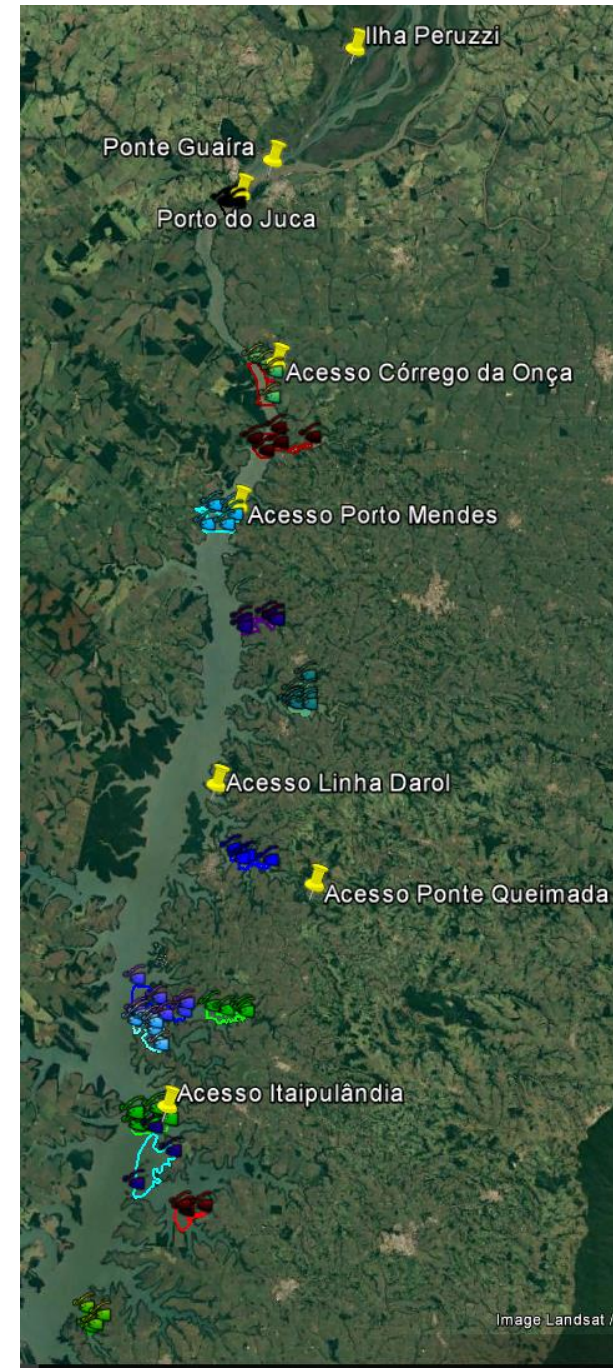 Ilha Peruzzi
Ponte Guaíra
Porto do Juca
Acesso Córrego da Onça
Acesso Porto Mendes
Acesso Linha Darol
Acesso Ponte Queimada
Acesso Itaipulândia
Image Landsat /